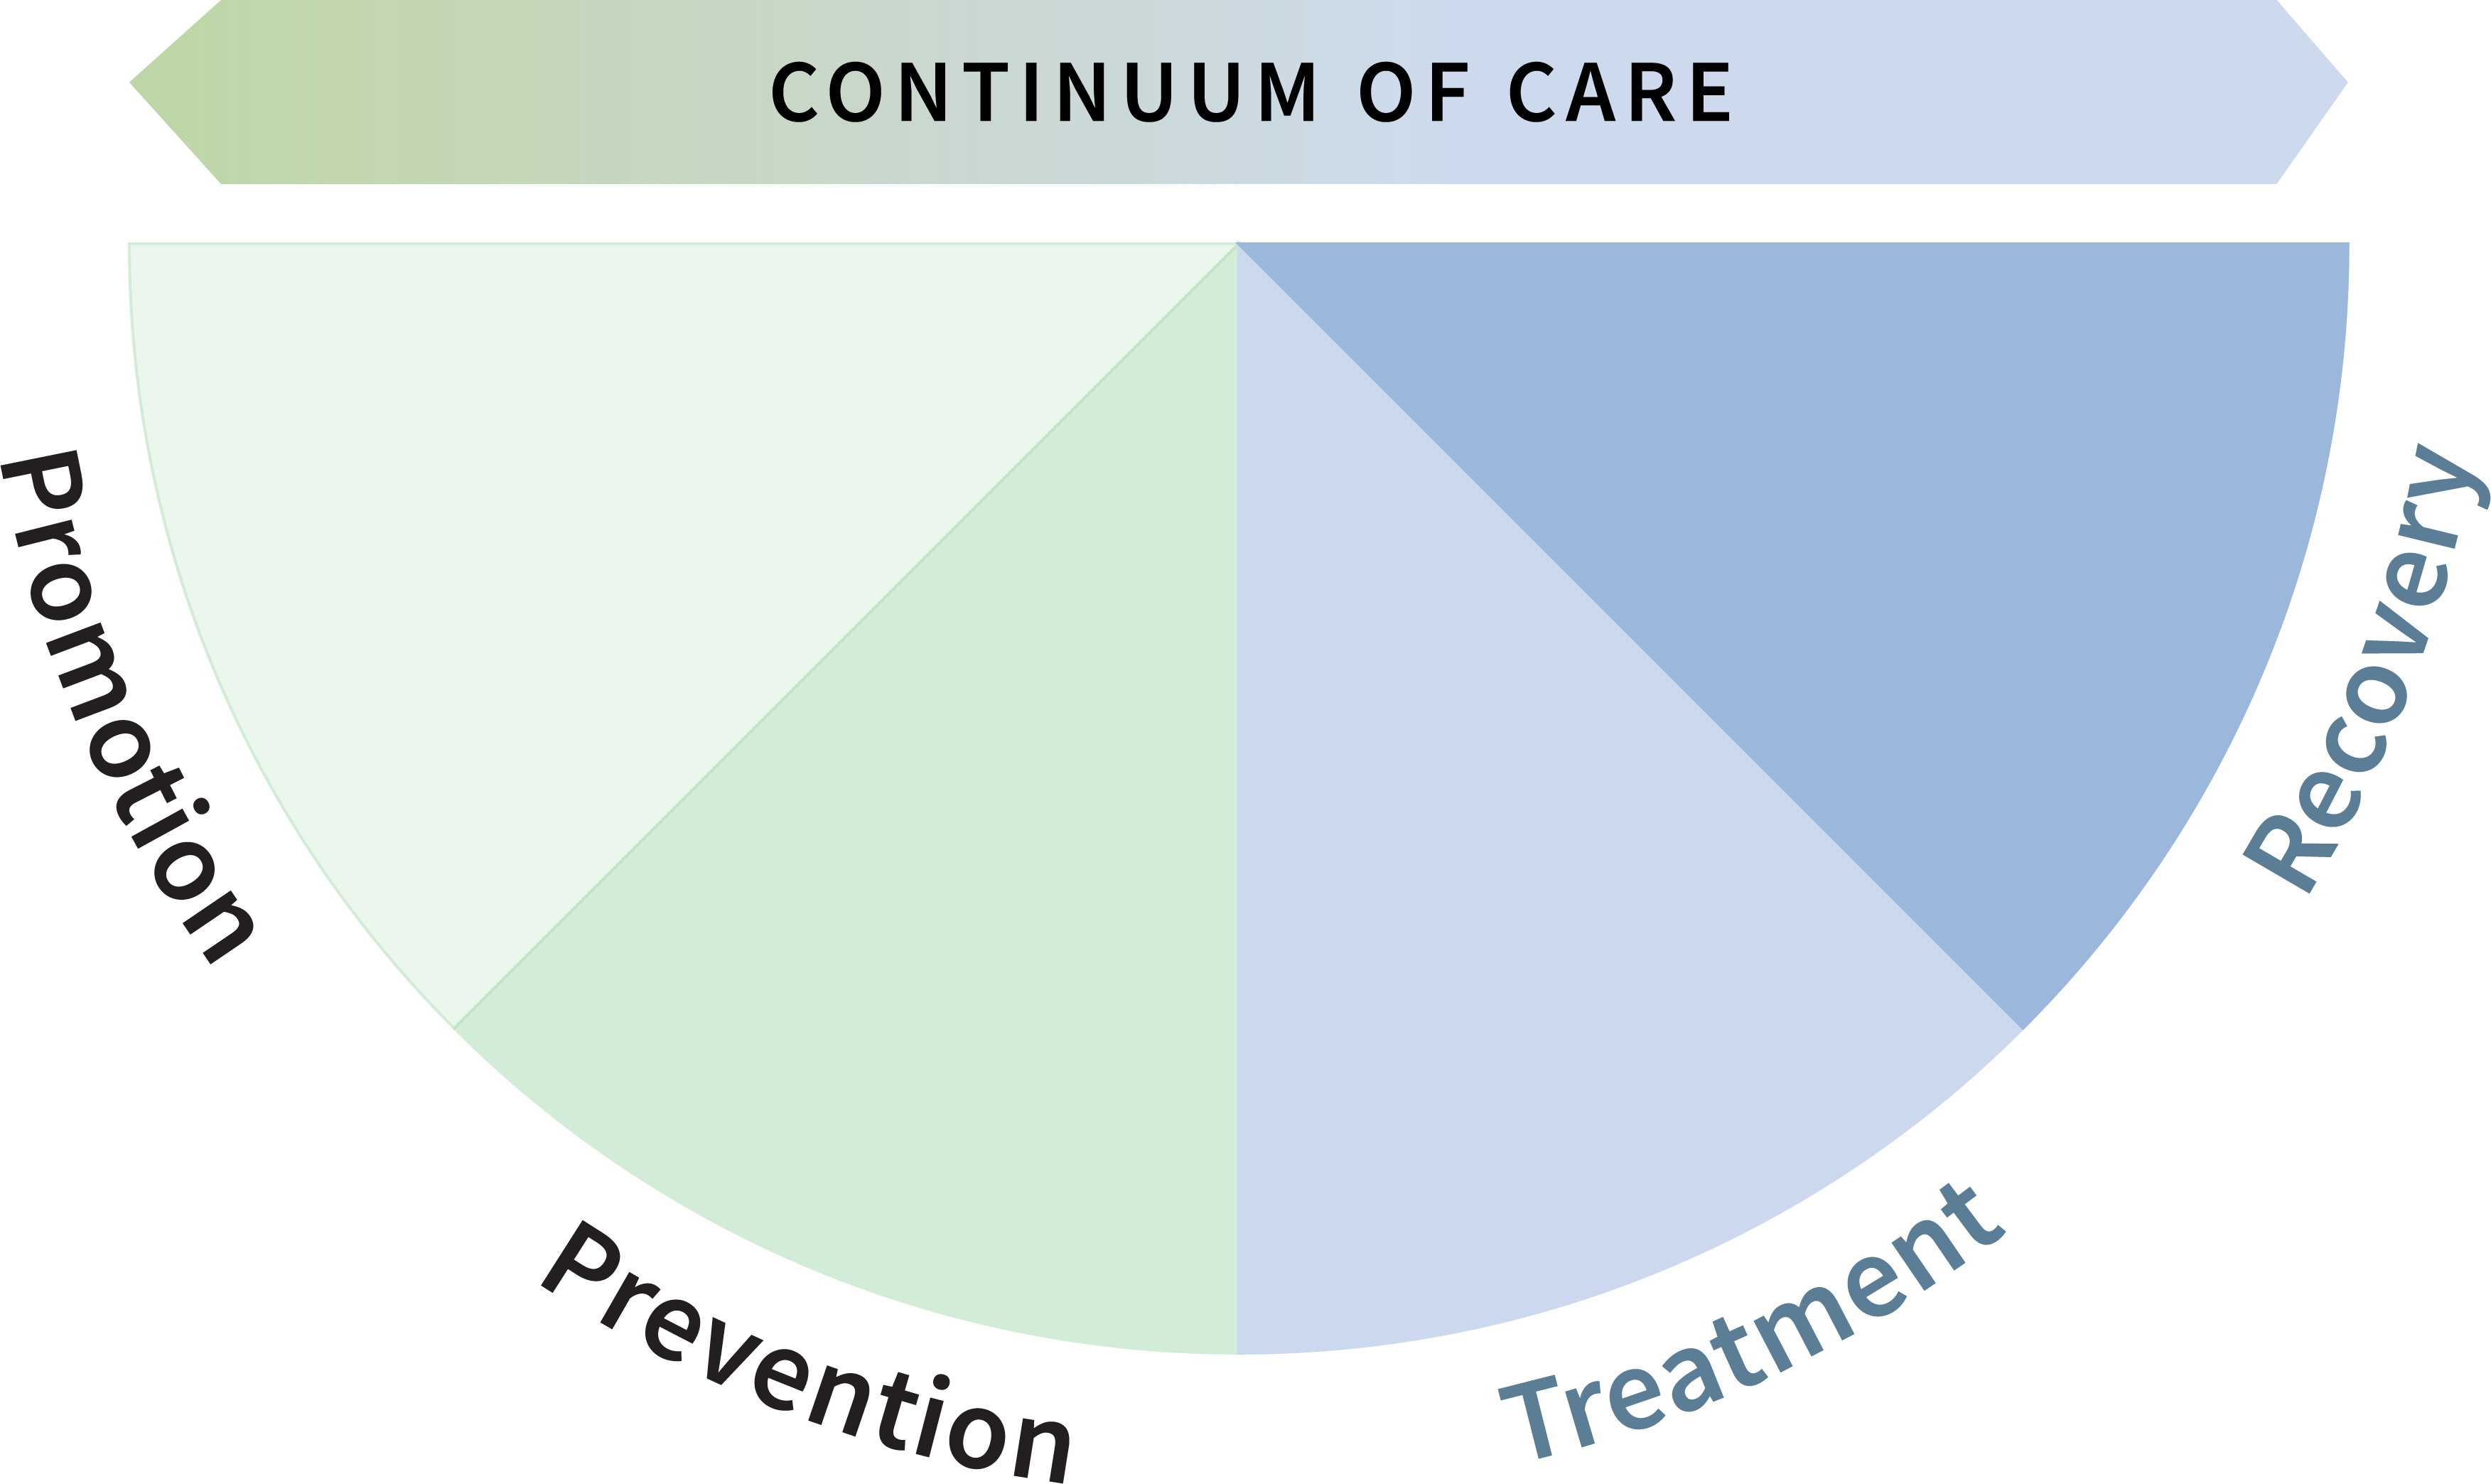 CONTINUUM OF CARE
Promotion
Prevention
Treatment
Recovery